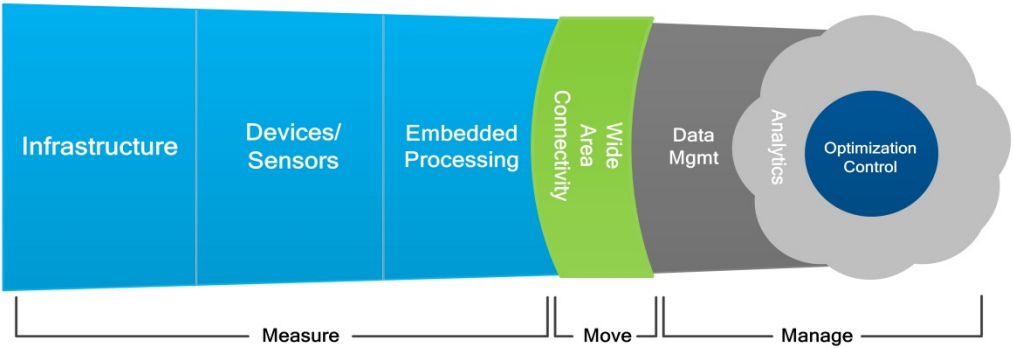 Infrastructure
Devices/
Sensors
Embedded
Processing
Wide
Area
Connectivity
Data
Mgmt
Analytics
Optimization
Control
Measure
Move
Manage